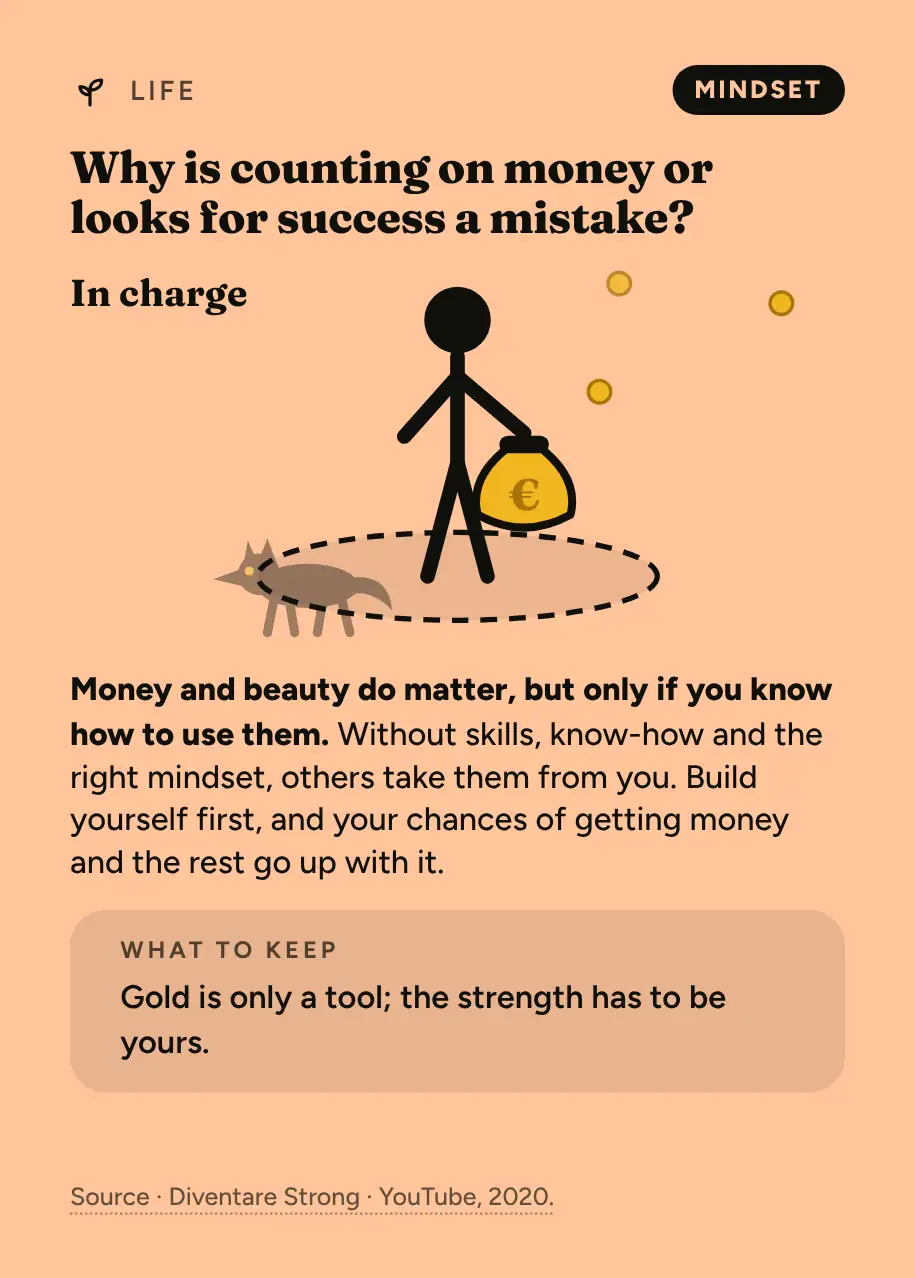 LIFE
MINDSET
Why is counting on money or
looks for success a mistake?
In charge
€
Money and beauty do matter, but only if you know
how to use them. Without skills, know-how and the
right mindset, others take them from you. Build
yourself first, and your chances of getting money
and the rest go up with it.
WHAT TO KEEP
Gold is only a tool; the strength has to be
yours.
Source · Diventare Strong · YouTube, 2020.